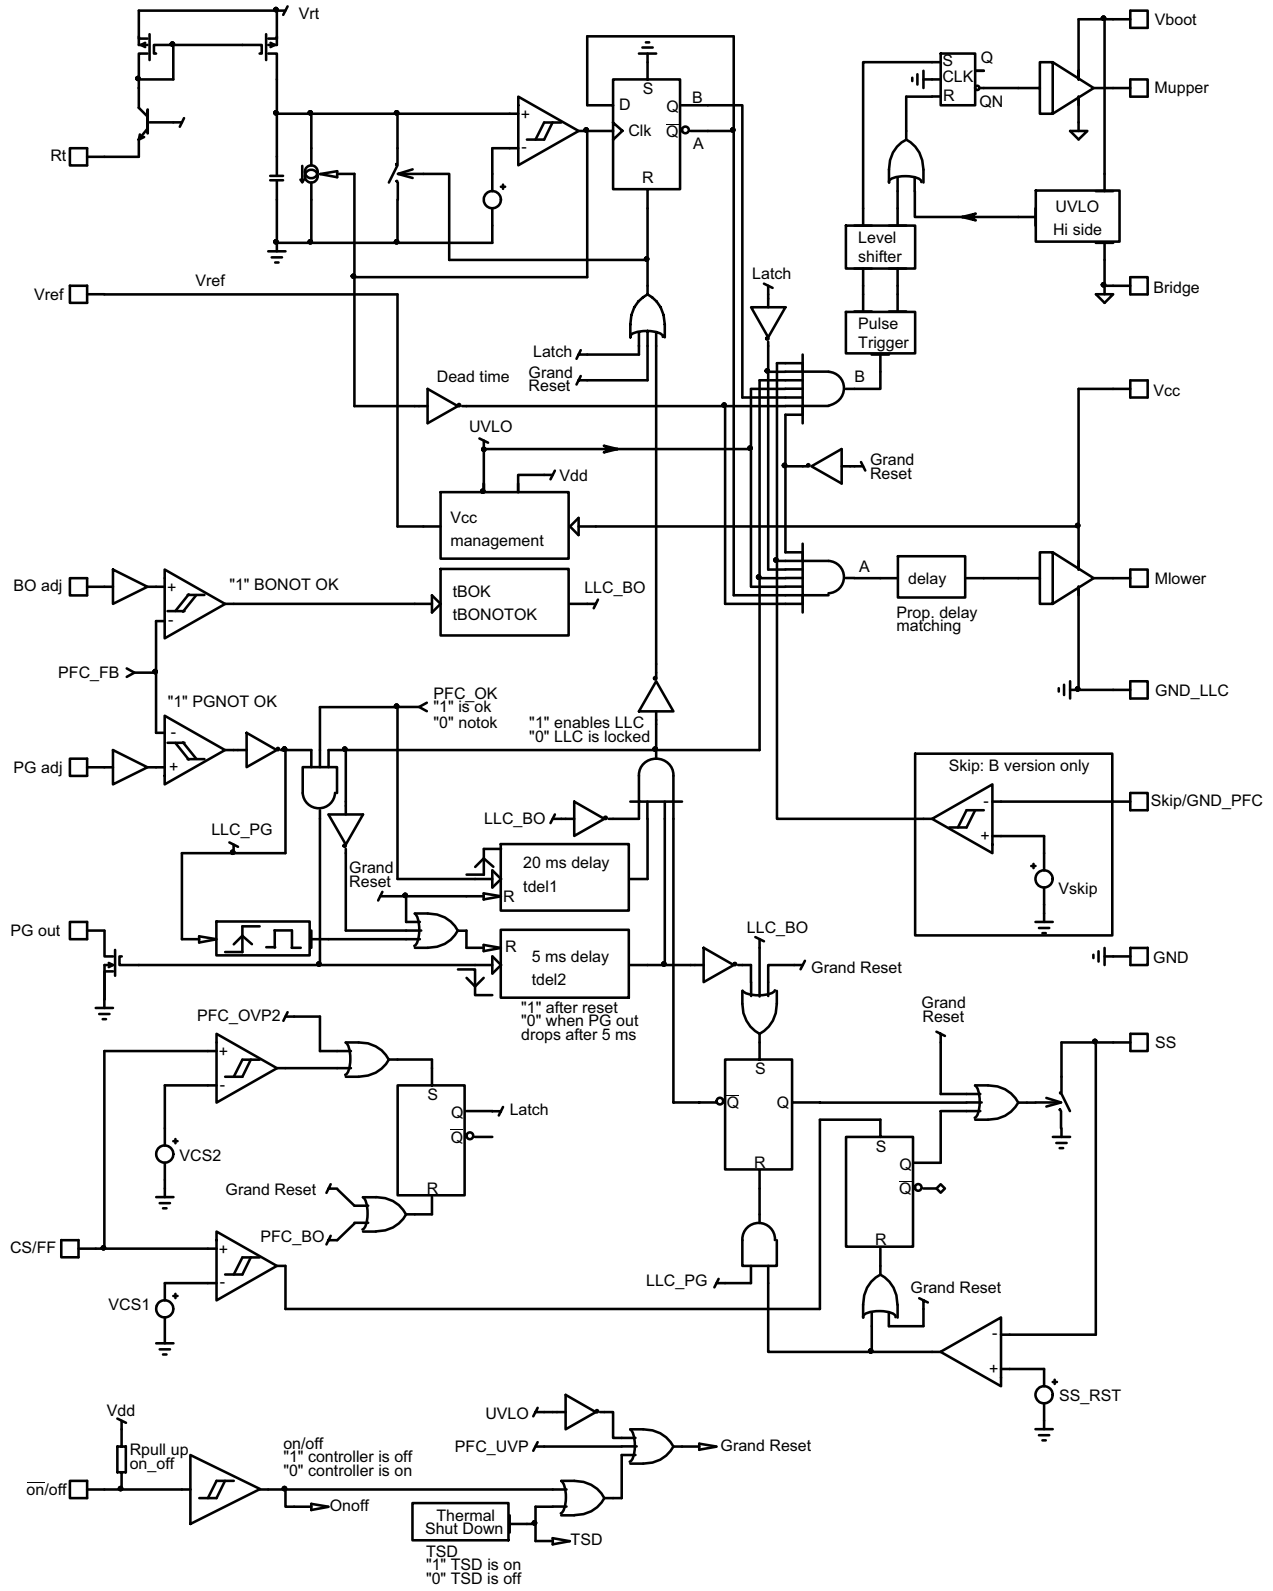 Vrt
Vboot
S
Q
CLK
R
QN
Mupper
S
D
Q
B
Clk
Q
A
R
+
-
+
Rt
UVLO
Hi side
Level
shifter
Vref
Vref
Latch
Bridge
Pulse
Trigger
Latch
Grand
Reset
Dead time
B
Vcc
UVLO
Grand
Reset
Vdd
Vcc
management
BO adj
+
-
"1" BONOT OK
tBOK
tBONOTOK
LLC_BO
A
delay
Mlower
Prop. delay
matching
PFC_FB
"1" PGNOT OK
PFC_OK
"1" is ok
"0" notok
"1" enables LLC
"0" LLC is locked
GND_LLC
PG adj
-
+
Skip: B version only
-
+
Skip/GND_PFC
+
Vskip
LLC_BO
LLC_PG
Grand
Reset
20 ms delay
tdel1
R
PG out
R
5 ms delay
tdel2
LLC_BO
Grand Reset
GND
"1" after reset
"0" when PG out
drops after 5 ms
Grand
Reset
PFC_OVP2
SS
+
-
S
Q
Latch
Q
R
+
VCS2
S
Q
Q
R
S
Q
Q
R
Grand Reset
PFC_BO
CS/FF
+
-
VCS1
+
LLC_PG
Grand Reset
-
+
+
SS_RST
Vdd
UVLO
Rpull up
on_off
on/off
"1" controller is off
"0" controller is on
PFC_UVP
Grand Reset
on/off
Onoff
Thermal
Shut Down
TSD
TSD
"1" TSD is on
"0" TSD is off